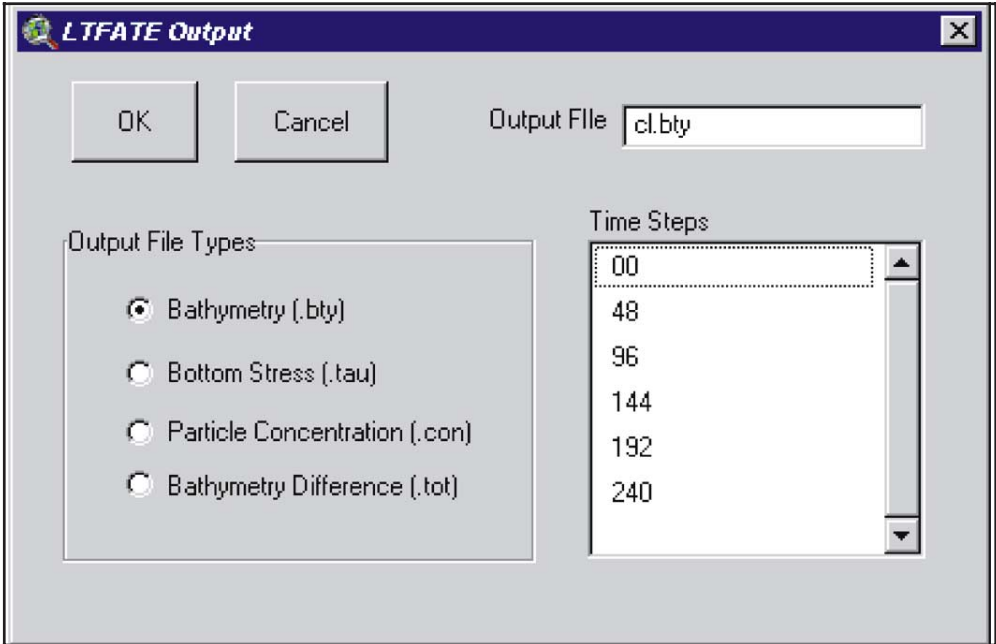 LTFATE Output
OK
Cancel
Output FIle
cl.bty
Output File Types
Bathymetry (.bty)
Bottom Stress (.tau)
Particle Concentration (.con)
Bathymetry Difference (.tot)
Time Steps
00
48
96
144
192
240